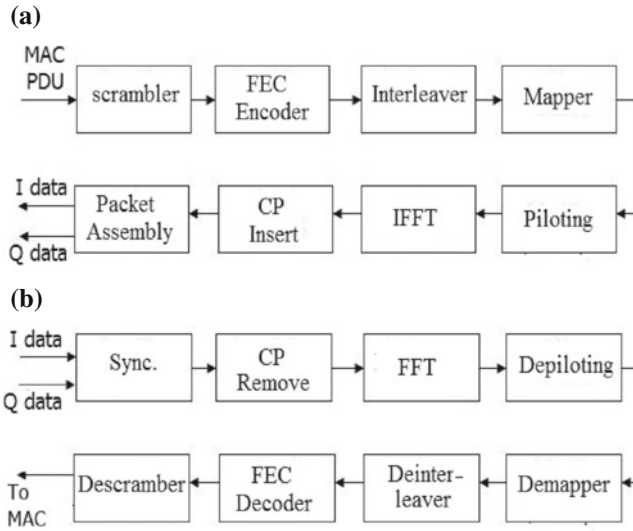 (a)
MAC
PDU
scrambler
FEC
Encoder
Interleaver
Mapper
I data
Q data
Packet
Assembly
CP
Insert
IFFT
Piloting
(b)
I data
Q data
Sync.
CP
Remove
FFT
Depiloting
To
MAC
Descramber
FEC
Decoder
Deinter-
leaver
Demapper